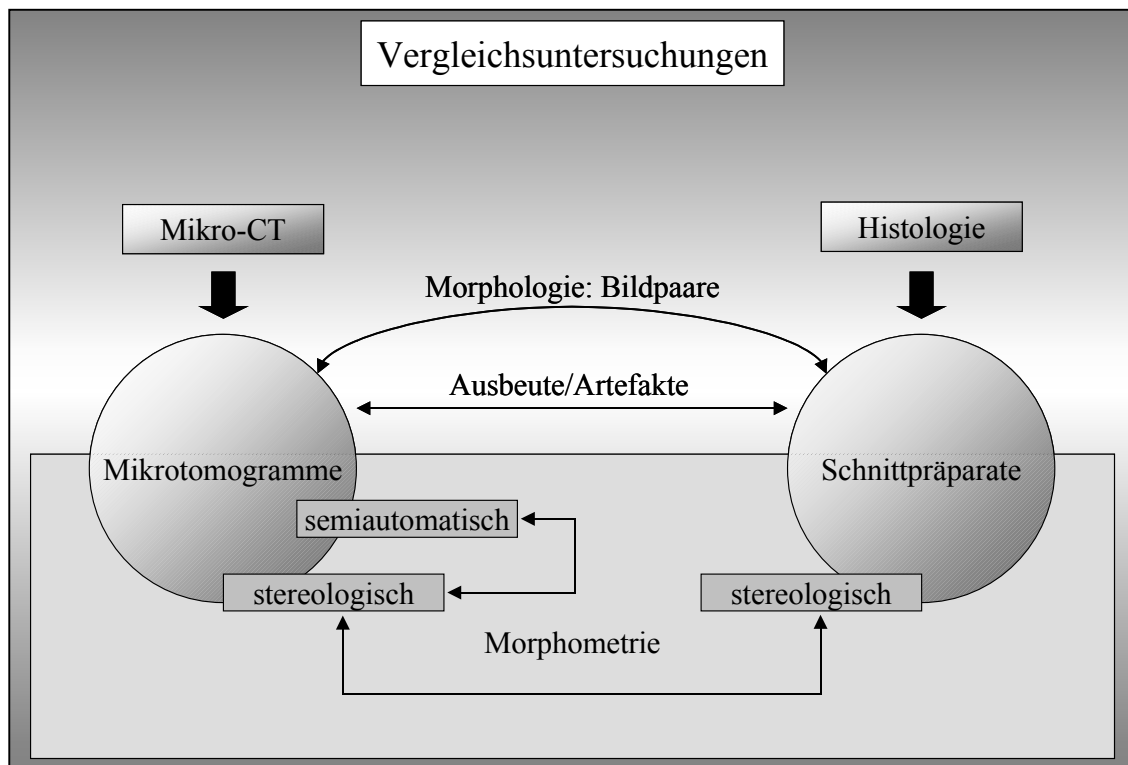 Vergleichsuntersuchungen
Mikro-CT
Histologie
Morphologie: Bildpaare
Ausbeute/Artefakte
Mikrotomogramme
Schnittpräparate
semiautomatisch
stereologisch
stereologisch
Morphometrie